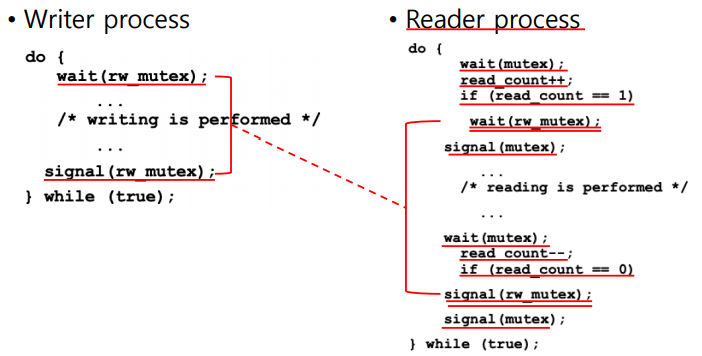 • Writer process
do {
wait(rw_mutex);
...
/* writing is performed */
...
signal(rw_mutex);
} while (true);
• Reader process
do {
wait(mutex);
read_count++;
if (read_count == 1)
wait(rw_mutex);
signal(mutex);
...
/* reading is performed */
...
wait(mutex);
read count--;
if (read_count == 0)
signal(rw_mutex);
signal(mutex);
} while (true);